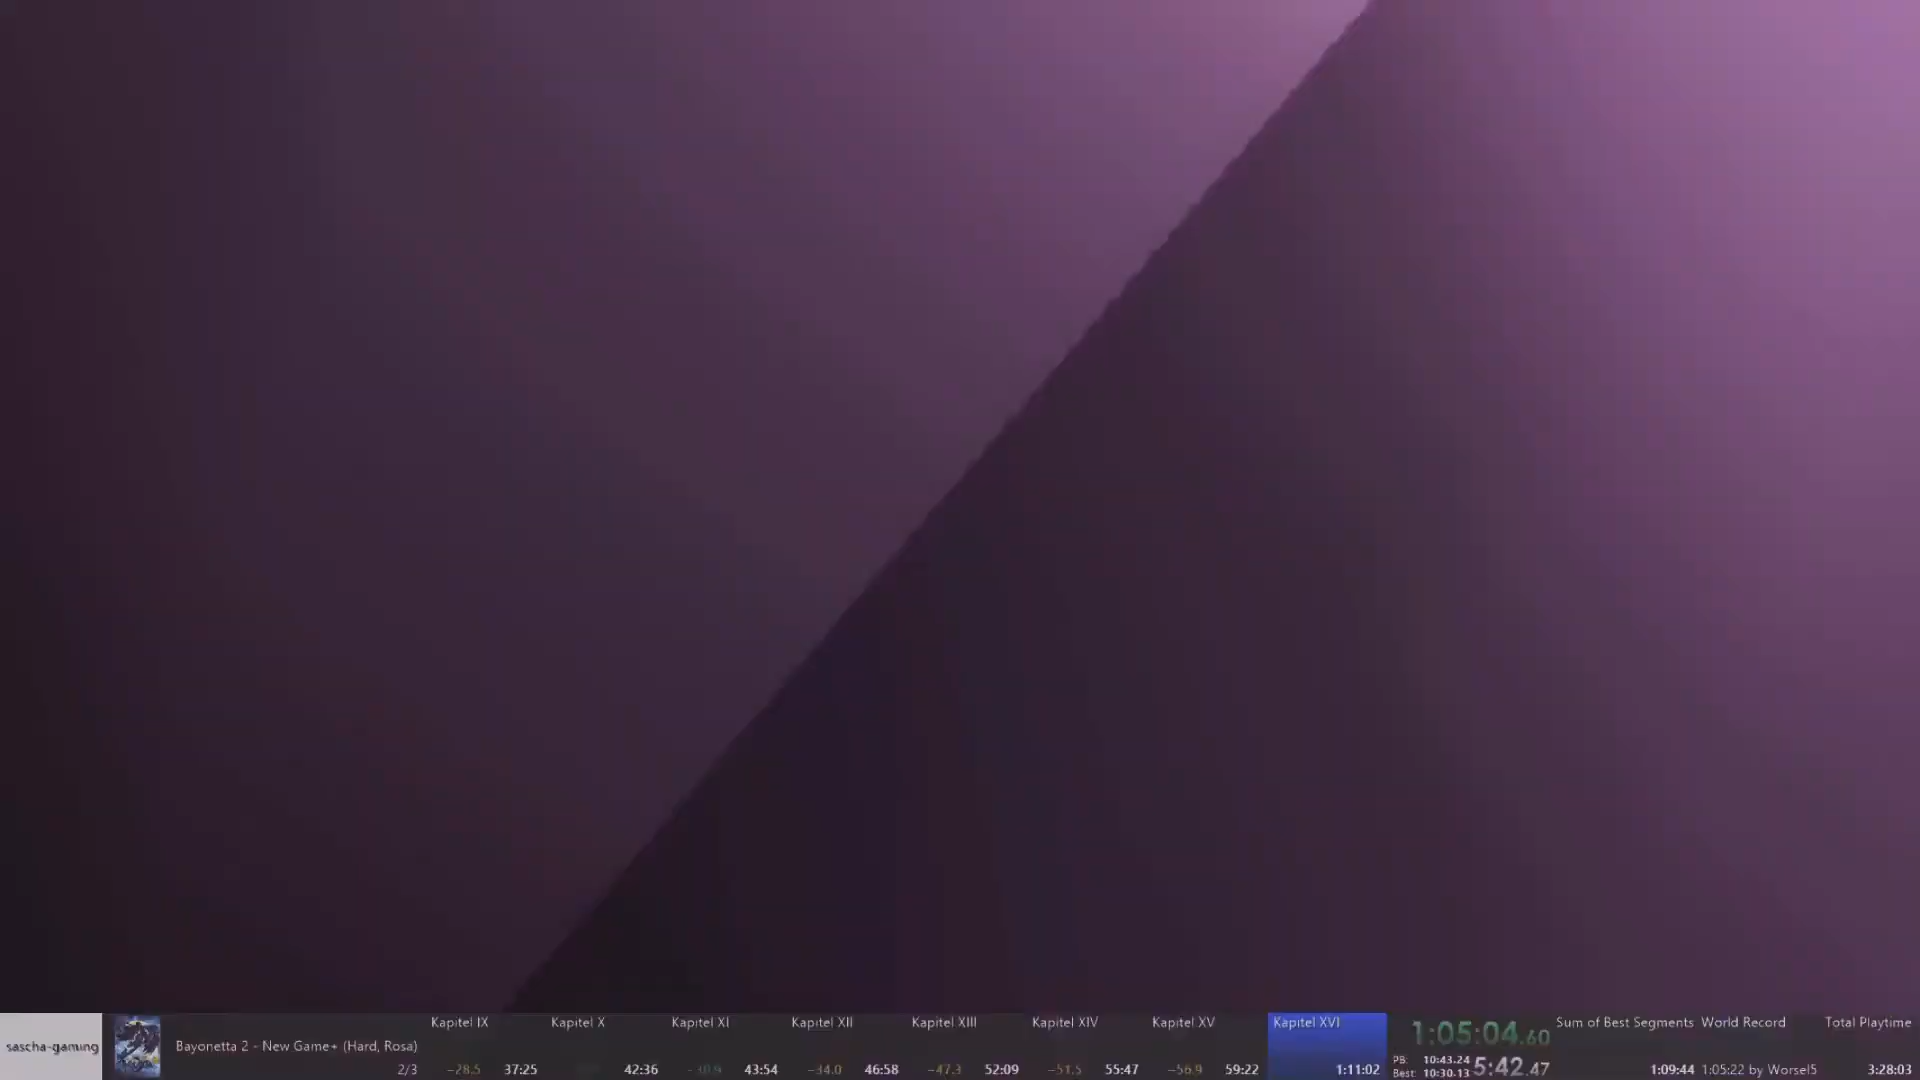 sascha-gaming
Bayonetta 2 - New Game+ (Hard, Rosa)
2/3
Kapitel IX
-28.5 37:25
Kapitel X
42:36
Kapitel XI
-30.9 43:54
Kapitel XII
-34.0 46:58
Kapitel XIII
-47.3 52:09
Kapitel XIV
-51.5 55:47
Kapitel XV
-56.9 59:22
Kapitel XVI
1:11:02
1:05:04.60
PB: 10:43.24
Best: 10:30.13
5:42.47
Sum of Best Segments
1:09:44
World Record
1:05:22 by Worsel5
Total Playtime
3:28:03